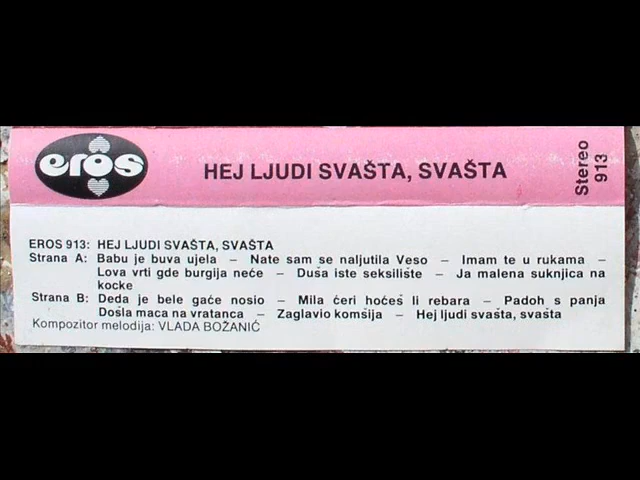 eros
HEJ LJUDI SVAŠTA, SVAŠTA
Stereo
913
EROS 913: HEJ LJUDI SVAŠTA, SVAŠTA
Strana A: Babu je buva ujela – Nate sam se naljutila Veso – Imam te u rukama –
Lova vrti gde burgija neće – Duša iste seksiliste – Ja malena suknjica na
kocke
Strana B: Deda je bele gaće nosio – Mila ćeri hoćeš li rebara – Padoh s panja
Došla maca na vratanca – Zaglavio komšija – Hej ljudi svašta, svašta
Kompozitor melodija: VLADA BOŽANIĆ